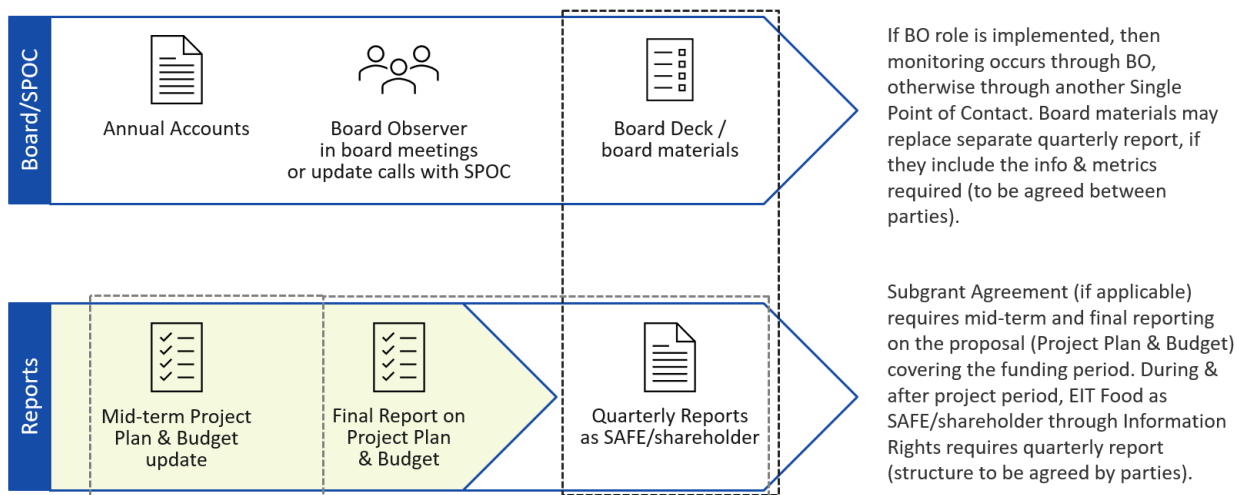 Board/SPOC
Annual Accounts
Board Observer
in board meetings
or update calls with SPOC
Board Deck /
board materials
If BO role is implemented, then
monitoring occurs through BO,
otherwise through another Single
Point of Contact. Board materials may
replace separate quarterly report, if
they include the info & metrics
required (to be agreed between
parties).
Reports
Mid-term Project
Plan & Budget
update
Final Report on
Project Plan
& Budget
Quarterly Reports
as SAFE/shareholder
Subgrant Agreement (if applicable)
requires mid-term and final reporting
on the proposal (Project Plan & Budget)
covering the funding period. During &
after project period, EIT Food as
SAFE/shareholder through Information
Rights requires quarterly report
(structure to be agreed by parties).